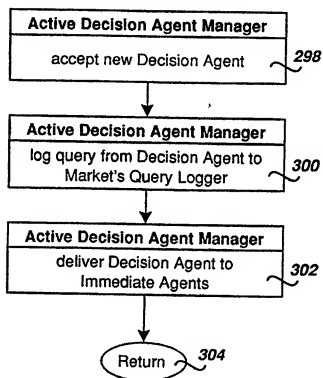 Active Decision Agent Manager
accept new Decision Agent
298
Active Decision Agent Manager
log query from Decision Agent to
Market's Query Logger
300
Active Decision Agent Manager
deliver Decision Agent to
Immediate Agents
302
Return
304